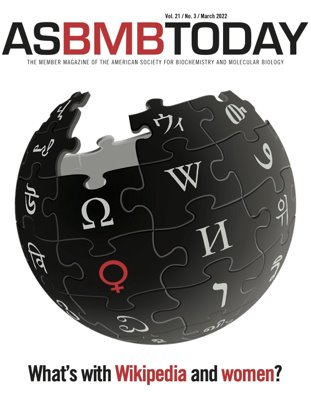 Vol. 21 / No. 3 / March 2022
ASBMBTODAY
THE MEMBER MAGAZINE OF THE AMERICAN SOCIETY FOR BIOCHEMISTRY AND MOLECULAR BIOLOGY
ウィ
Ω
W
И
♀
What's with Wikipedia and women?